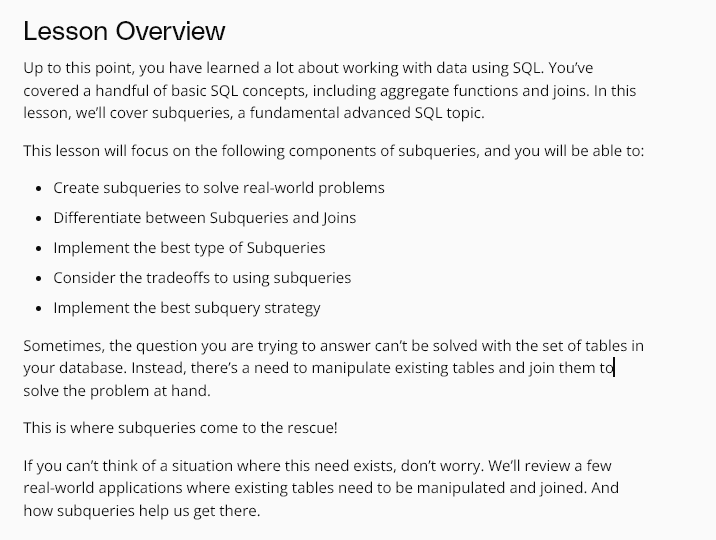 Lesson Overview
Up to this point, you have learned a lot about working with data using SQL. You’ve
covered a handful of basic SQL concepts, including aggregate functions and joins. In this
lesson, we’ll cover subqueries, a fundamental advanced SQL topic.
This lesson will focus on the following components of subqueries, and you will be able to:
• Create subqueries to solve real-world problems
• Differentiate between Subqueries and Joins
• Implement the best type of Subqueries
• Consider the tradeoffs to using subqueries
• Implement the best subquery strategy
Sometimes, the question you are trying to answer can’t be solved with the set of tables in
your database. Instead, there’s a need to manipulate existing tables and join them to
solve the problem at hand.
This is where subqueries come to the rescue!
If you can’t think of a situation where this need exists, don’t worry. We’ll review a few
real-world applications where existing tables need to be manipulated and joined. And
how subqueries help us get there.